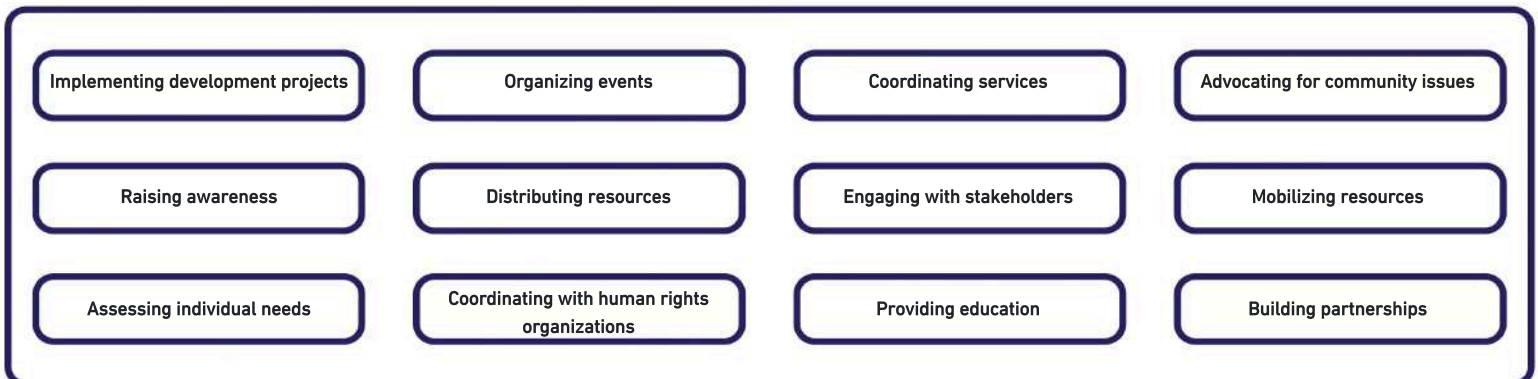 Implementing development projects
Organizing events
Coordinating services
Advocating for community issues
Raising awareness
Distributing resources
Engaging with stakeholders
Mobilizing resources
Assessing individual needs
Coordinating with human rights
organizations
Providing education
Building partnerships